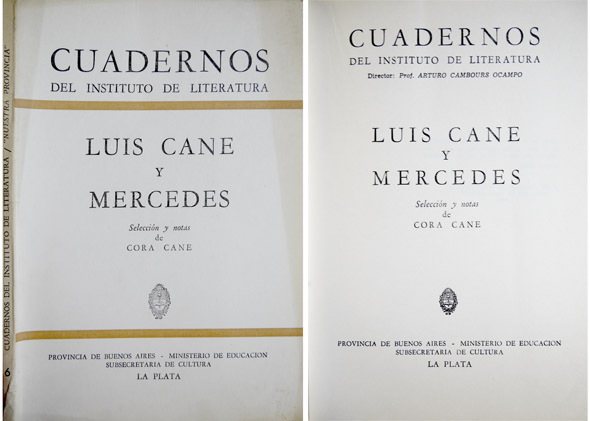 CUADERNOS DEL INSTITUTO DE LITERATURA / "NUESTRA PROVINCIA"
6
CUADERNOS
DEL INSTITUTO DE LITERATURA
LUIS CANE
Y
MERCEDES
Selección y notas
de
CORA CANE
PROVINCIA DE BUENOS AIRES - MINISTERIO DE EDUCACION
SUBSECRETARIA DE CULTURA
LA PLATA
CUADERNOS
DEL INSTITUTO DE LITERATURA
Director: Prof. ARTURO CAMBOURS OCAMPO
LUIS CANE
Y
MERCEDES
Selección y notas
de
CORA CANE
PROVINCIA DE BUENOS AIRES - MINISTERIO DE EDUCACION
SUBSECRETARIA DE CULTURA
LA PLATA